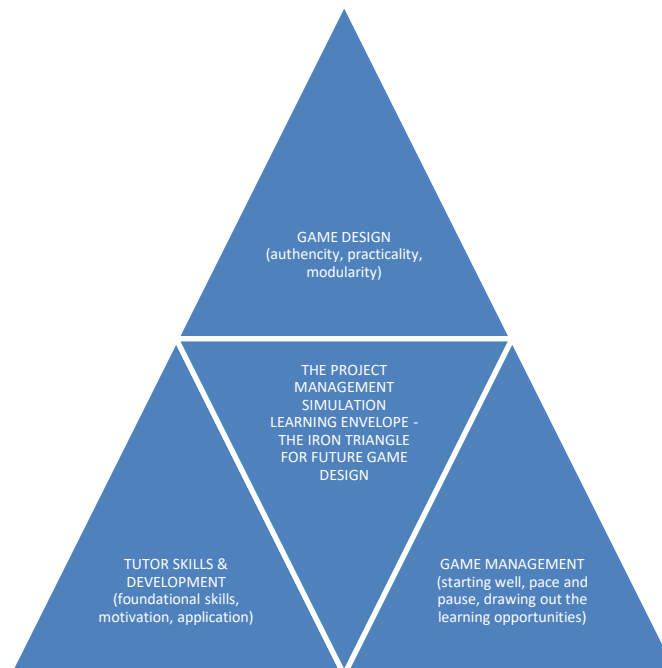 GAME DESIGN
(authencity, practicality,
modularity)
THE PROJECT
MANAGEMENT
SIMULATION
LEARNING ENVELOPE -
THE IRON TRIANGLE
FOR FUTURE GAME
DESIGN
TUTOR SKILLS &
DEVELOPMENT
(foundational skills,
motivation, application)
GAME MANAGEMENT
(starting well, pace and
pause, drawing out the
learning opportunities)